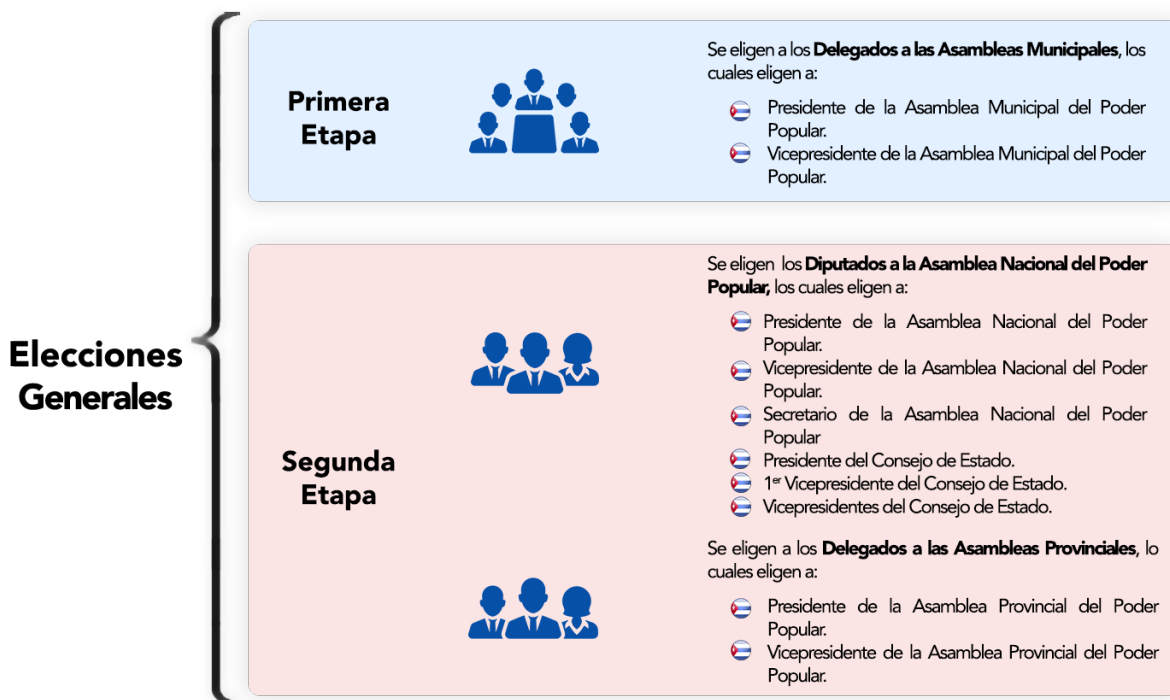 Elecciones
Generales
Primera
Etapa
Se eligen a los Delegados a las Asambleas Municipales, los
cuales eligen a:
Presidente de la Asamblea Municipal del Poder
Popular.
Vicepresidente de la Asamblea Municipal del Poder
Popular.
Segunda
Etapa
Se eligen los Diputados a la Asamblea Nacional del Poder
Popular, los cuales eligen a:
Presidente de la Asamblea Nacional del Poder
Popular.
Vicepresidente de la Asamblea Nacional del Poder
Popular.
Secretario de la Asamblea Nacional del Poder
Popular
Presidente del Consejo de Estado.
1er Vicepresidente del Consejo de Estado.
Vicepresidentes del Consejo de Estado.
Se eligen a los Delegados a las Asambleas Provinciales, lo
cuales eligen a:
Presidente de la Asamblea Provincial del Poder
Popular.
Vicepresidente de la Asamblea Provincial del Poder
Popular.